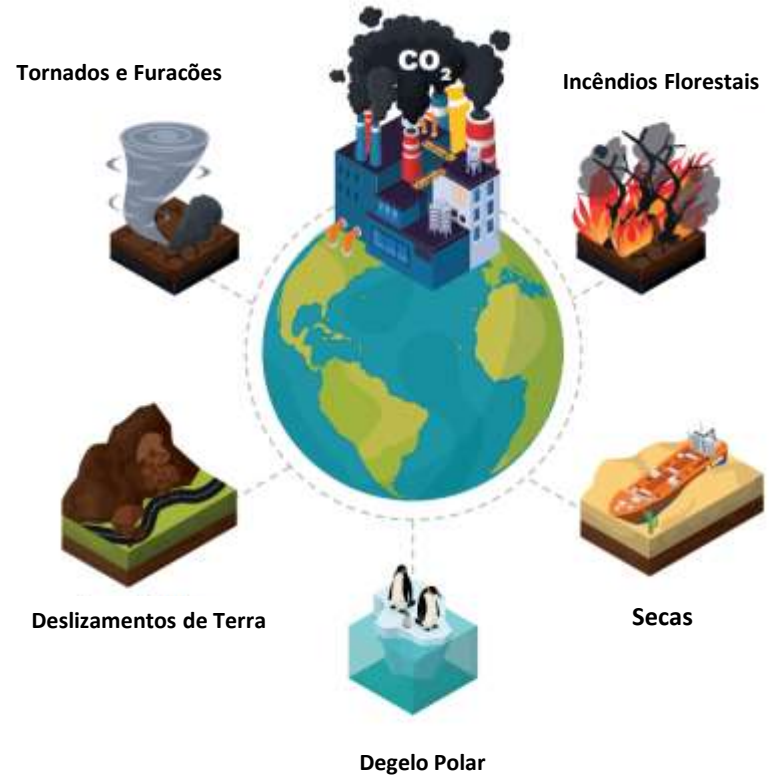 CO₂
Tornados e Furacões
Incêndios Florestais
Deslizamentos de Terra
Secas
Degelo Polar